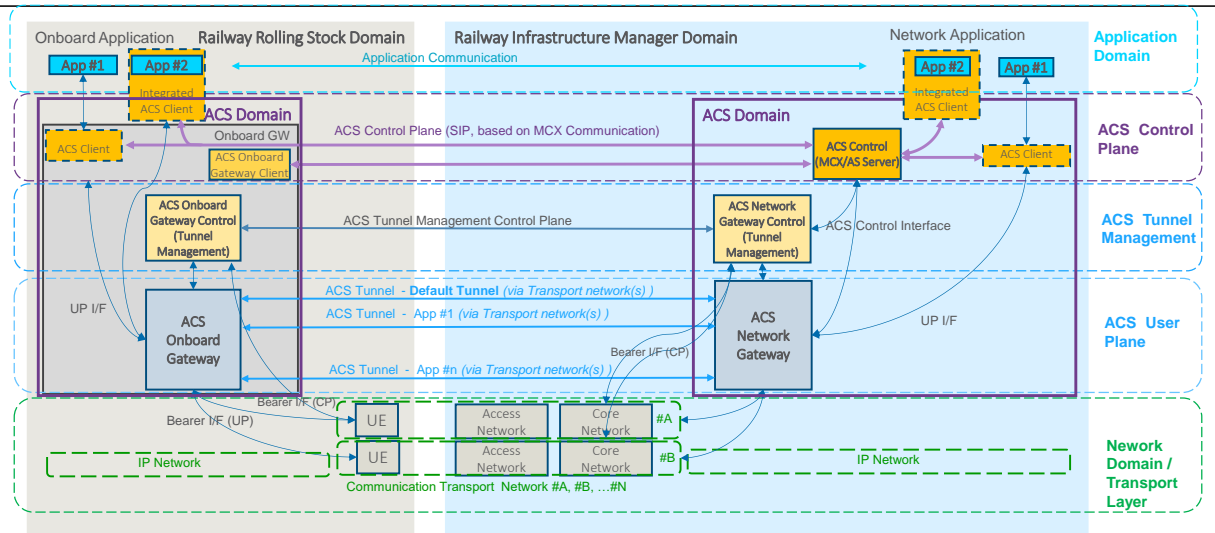 Onboard Application
Railway Rolling Stock Domain
Railway Infrastructure Manager Domain
Network Application
Application
Domain
App #1
App #2
Application Communication
App #2
App #1
Integrated
ACS Client
Integrated
ACS Client
ACS Domain
ACS Domain
Onboard GW
ACS Control Plane (SIP, based on MCX Communication)
ACS Control
Plane
ACS Client
ACS Onboard
Gateway Client
ACS Control
(MCX/AS Server)
ACS Client
ACS Onboard
Gateway Control
(Tunnel
Management)
ACS Tunnel Management Control Plane
ACS Network
Gateway Control
(Tunnel
Management)
ACS Control Interface
ACS Tunnel
Management
ACS Tunnel - Default Tunnel (via Transport network(s) )
UP I/F
ACS Tunnel - App #1 (via Transport network(s) )
UP I/F
ACS
Onboard
Gateway
ACS
Network
Gateway
ACS User
Plane
Bearer I/F (CP)
ACS Tunnel - App #n (via Transport network(s) )
Bearer I/F (CP)
Bearer I/F (UP)
UE
Access
Network
Core
Network
#A
UE
Access
Network
Core
Network
#B
IP Network
IP Network
Communication Transport Network #A, #B, …#N
Nework
Domain /
Transport
Layer